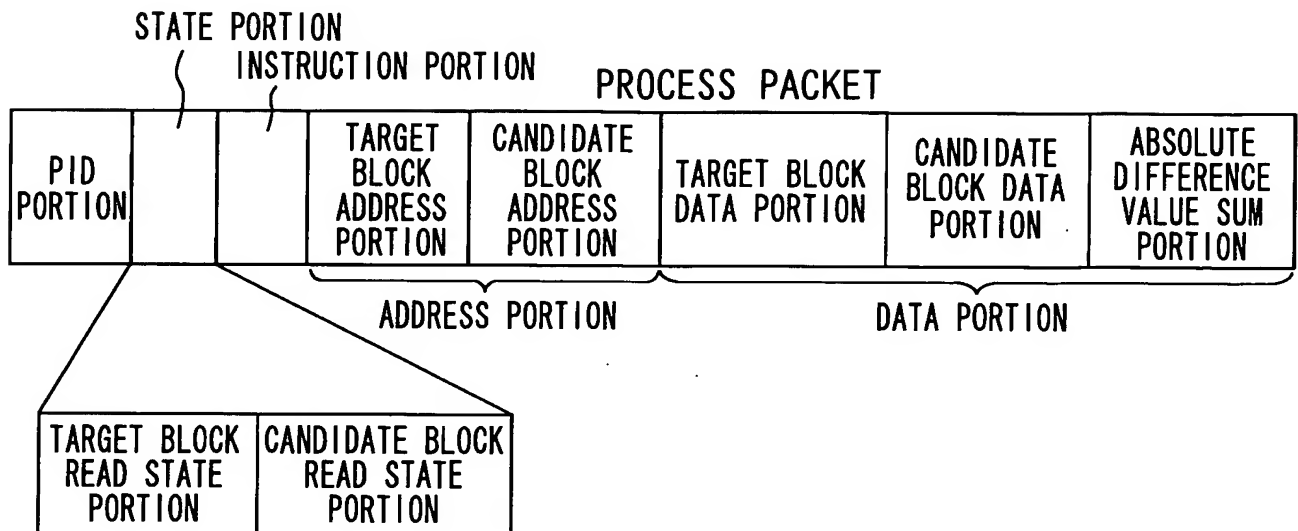 STATE PORTION
INSTRUCTION PORTION
PROCESS PACKET
PID
PORTION
TARGET
BLOCK
ADDRESS
PORTION
CANDIDATE
BLOCK
ADDRESS
PORTION
TARGET BLOCK
DATA PORTION
CANDIDATE
BLOCK DATA
PORTION
ABSOLUTE
DIFFERENCE
VALUE SUM
PORTION
ADDRESS PORTION
DATA PORTION
TARGET BLOCK
READ STATE
PORTION
CANDIDATE BLOCK
READ STATE
PORTION